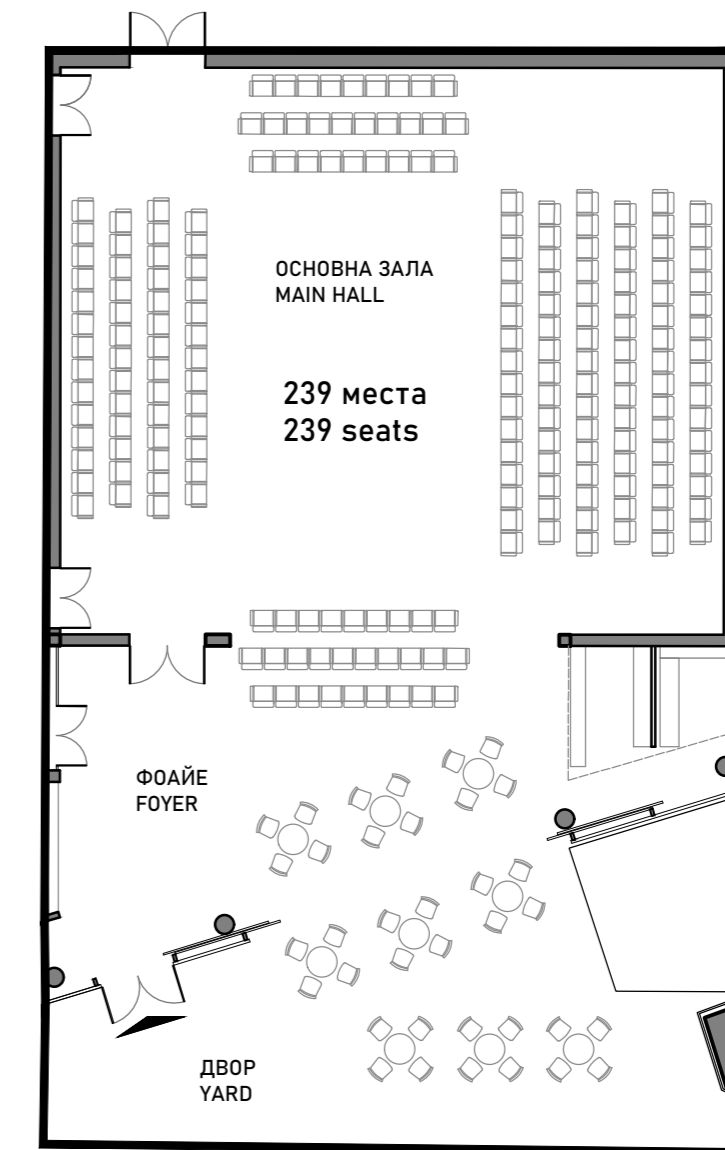 ОСНОВНА ЗАЛА
MAIN HALL
239 места
239 seats
ФОАЙЕ
FOYER
ДВОР
YARD